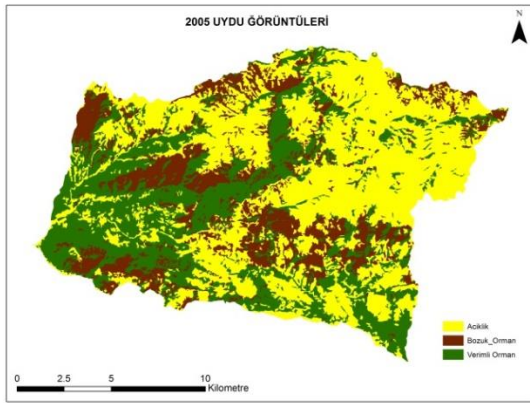 2005 UYDU GÖRÜNTÜLERİ
N
Acıklık
Bozuk_Orman
Verimli Orman
0 2.5 5 10
Kilometre